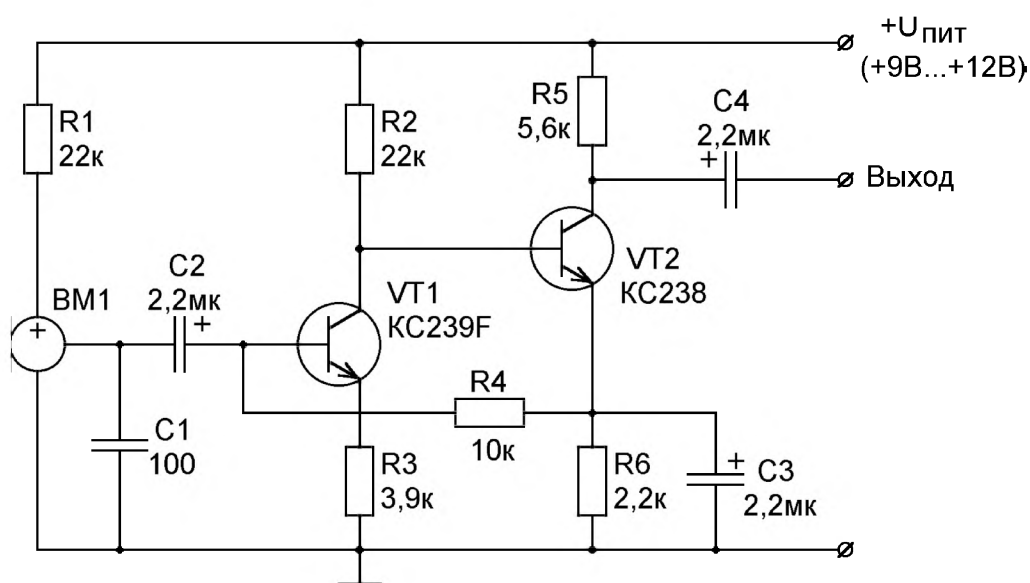 +Uпит
(+9В...+12В)
R1
22к
R2
22к
R5
5,6к
C4
2,2мк
+
Выход
BM1
+
C2
2,2мк
+
VT1
КС239F
VT2
КС238
R4
10к
C1
100
R3
3,9к
R6
2,2к
+
C3
2,2мк